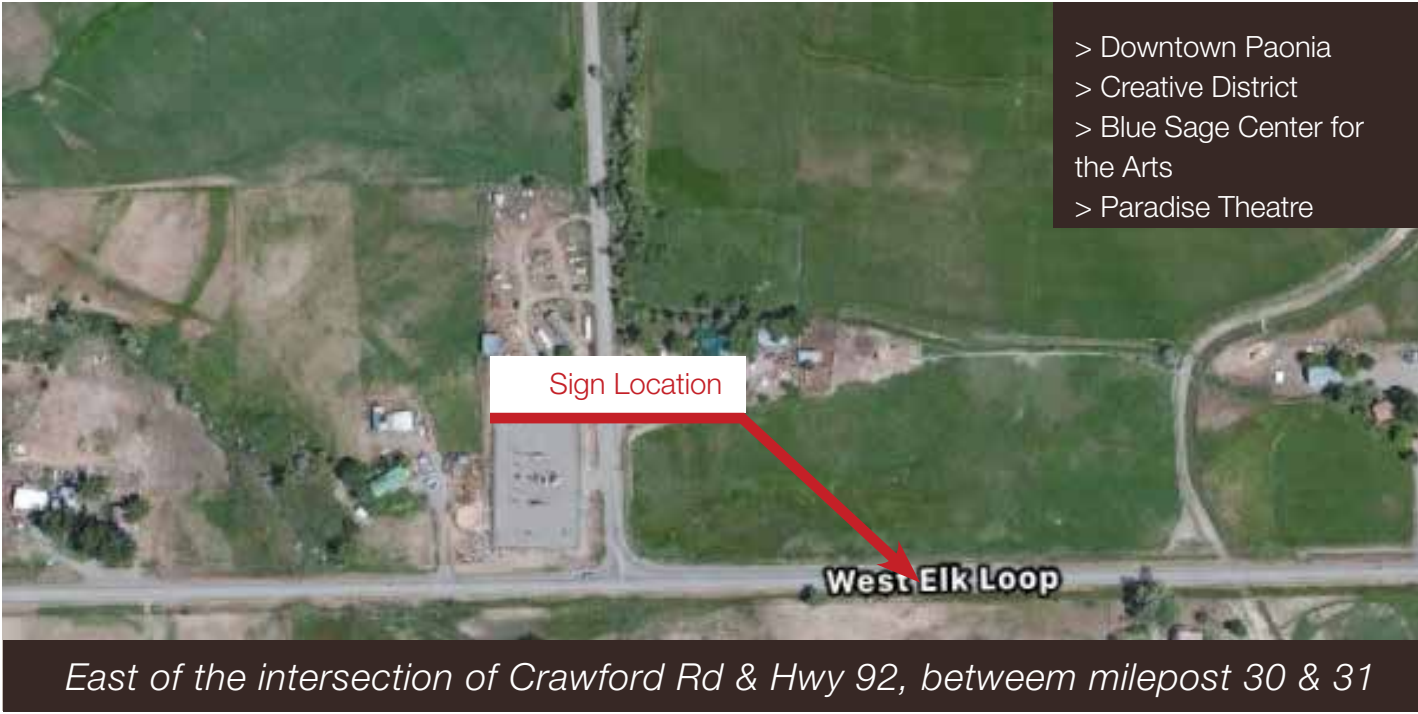 > Downtown Paonia
> Creative District
> Blue Sage Center for
the Arts
> Paradise Theatre
Sign Location
West Elk Loop
East of the intersection of Crawford Rd & Hwy 92, betweem milepost 30 & 31